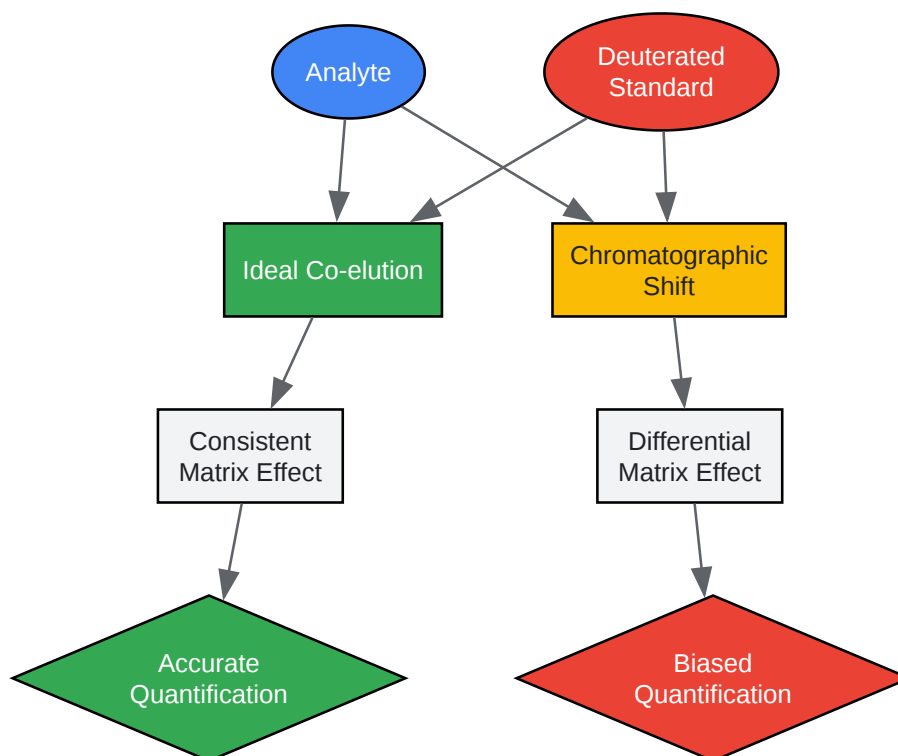 Analyte
Deuterated
Standard
Ideal Co-elution
Chromatographic
Shift
Consistent
Matrix Effect
Differential
Matrix Effect
Accurate
Quantification
Biased
Quantification